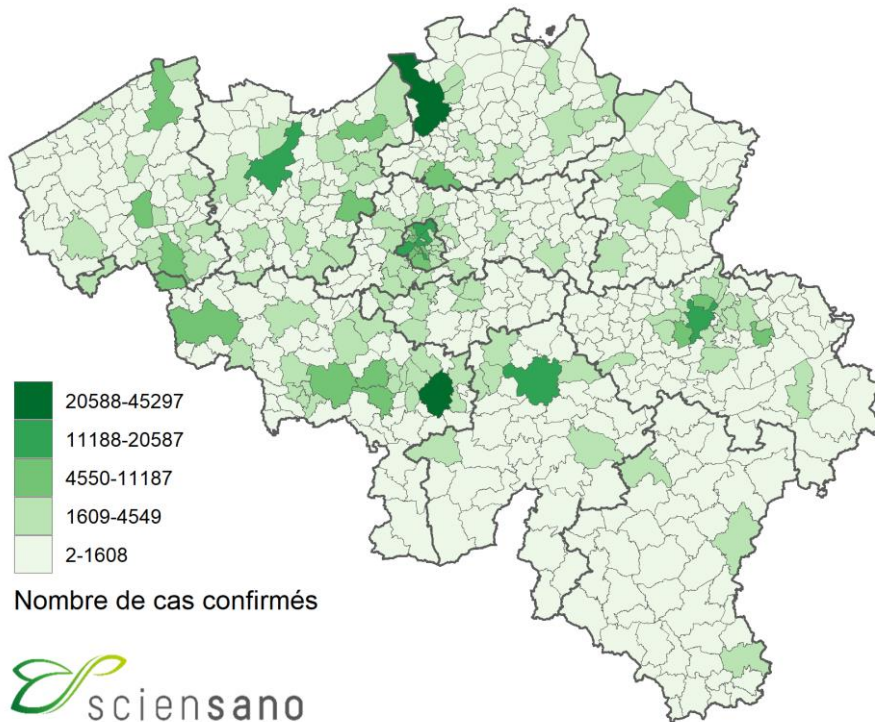 20588-45297
11188-20587
4550-11187
1609-4549
2-1608
Nombre de cas confirmés
sciensano